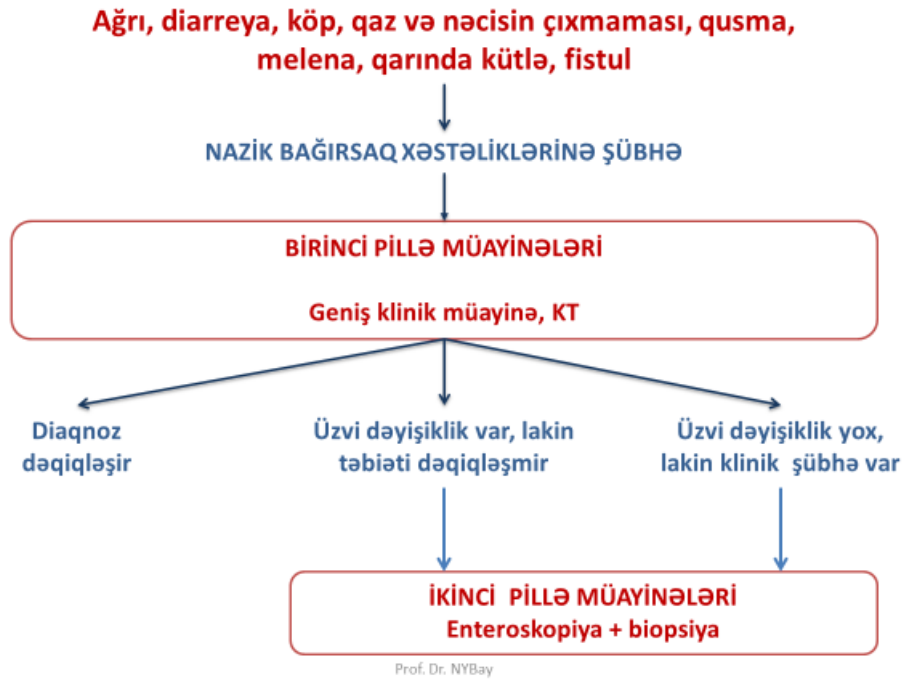 Ağrı, diarreya, köp, qaz və nəcisin çıxmaması, qusma,
melena, qarında kütlə, fistul
NAZİK BAĞIRSAQ XƏSTƏLİKLƏRİNƏ ŞÜBHƏ
BİRİNCİ PİLLƏ MÜAYİNƏLƏRİ
Geniş klinik müayinə, KT
Diaqnoz
dəqiqləşir
Üzvi dəyişiklik var, lakin
təbiəti dəqiqləşmir
Üzvi dəyişiklik yox,
lakin klinik şübhə var
İKİNCİ PİLLƏ MÜAYİNƏLƏRİ
Enteroskopiya + biopsiya
Prof. Dr. NYBay